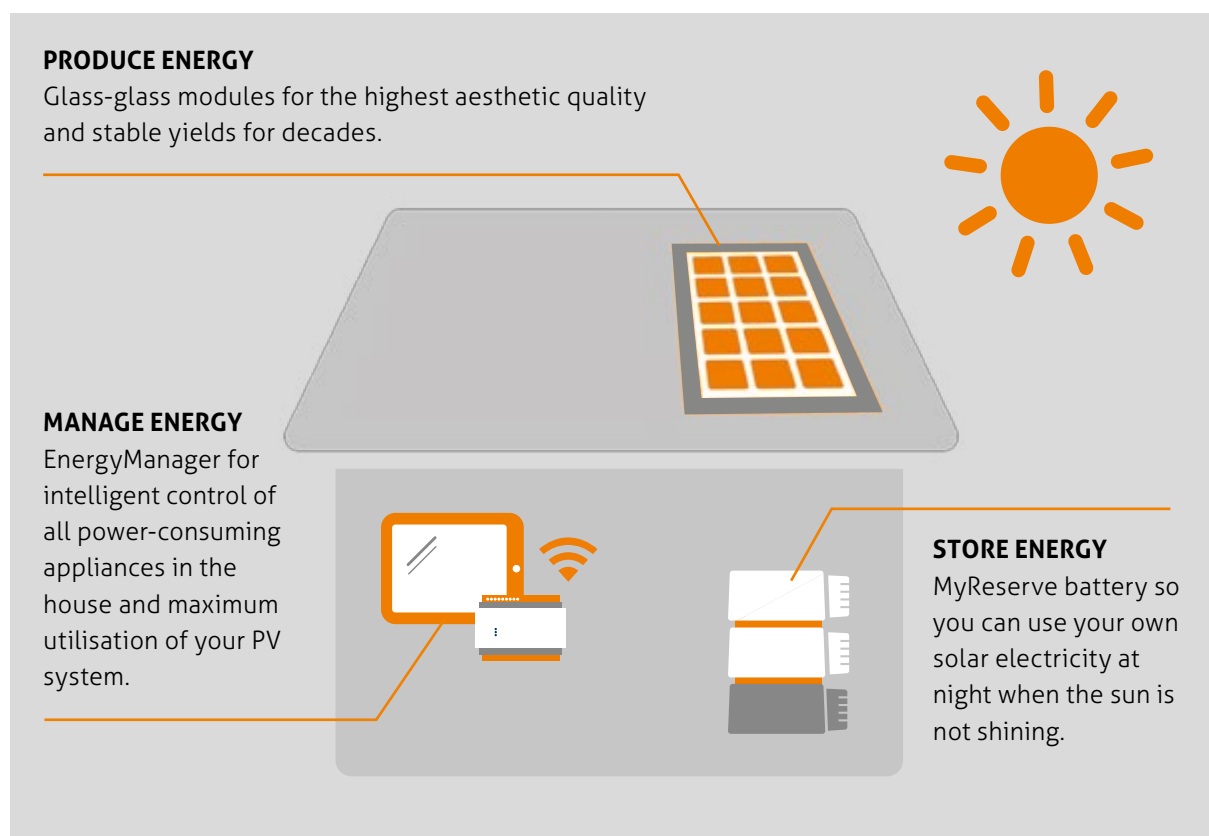 PRODUCE ENERGY
Glass-glass modules for the highest aesthetic quality
and stable yields for decades.
MANAGE ENERGY
EnergyManager for
intelligent control of
all power-consuming
appliances in the
house and maximum
utilisation of your PV
system.
STORE ENERGY
MyReserve battery so
you can use your own
solar electricity at
night when the sun is
not shining.